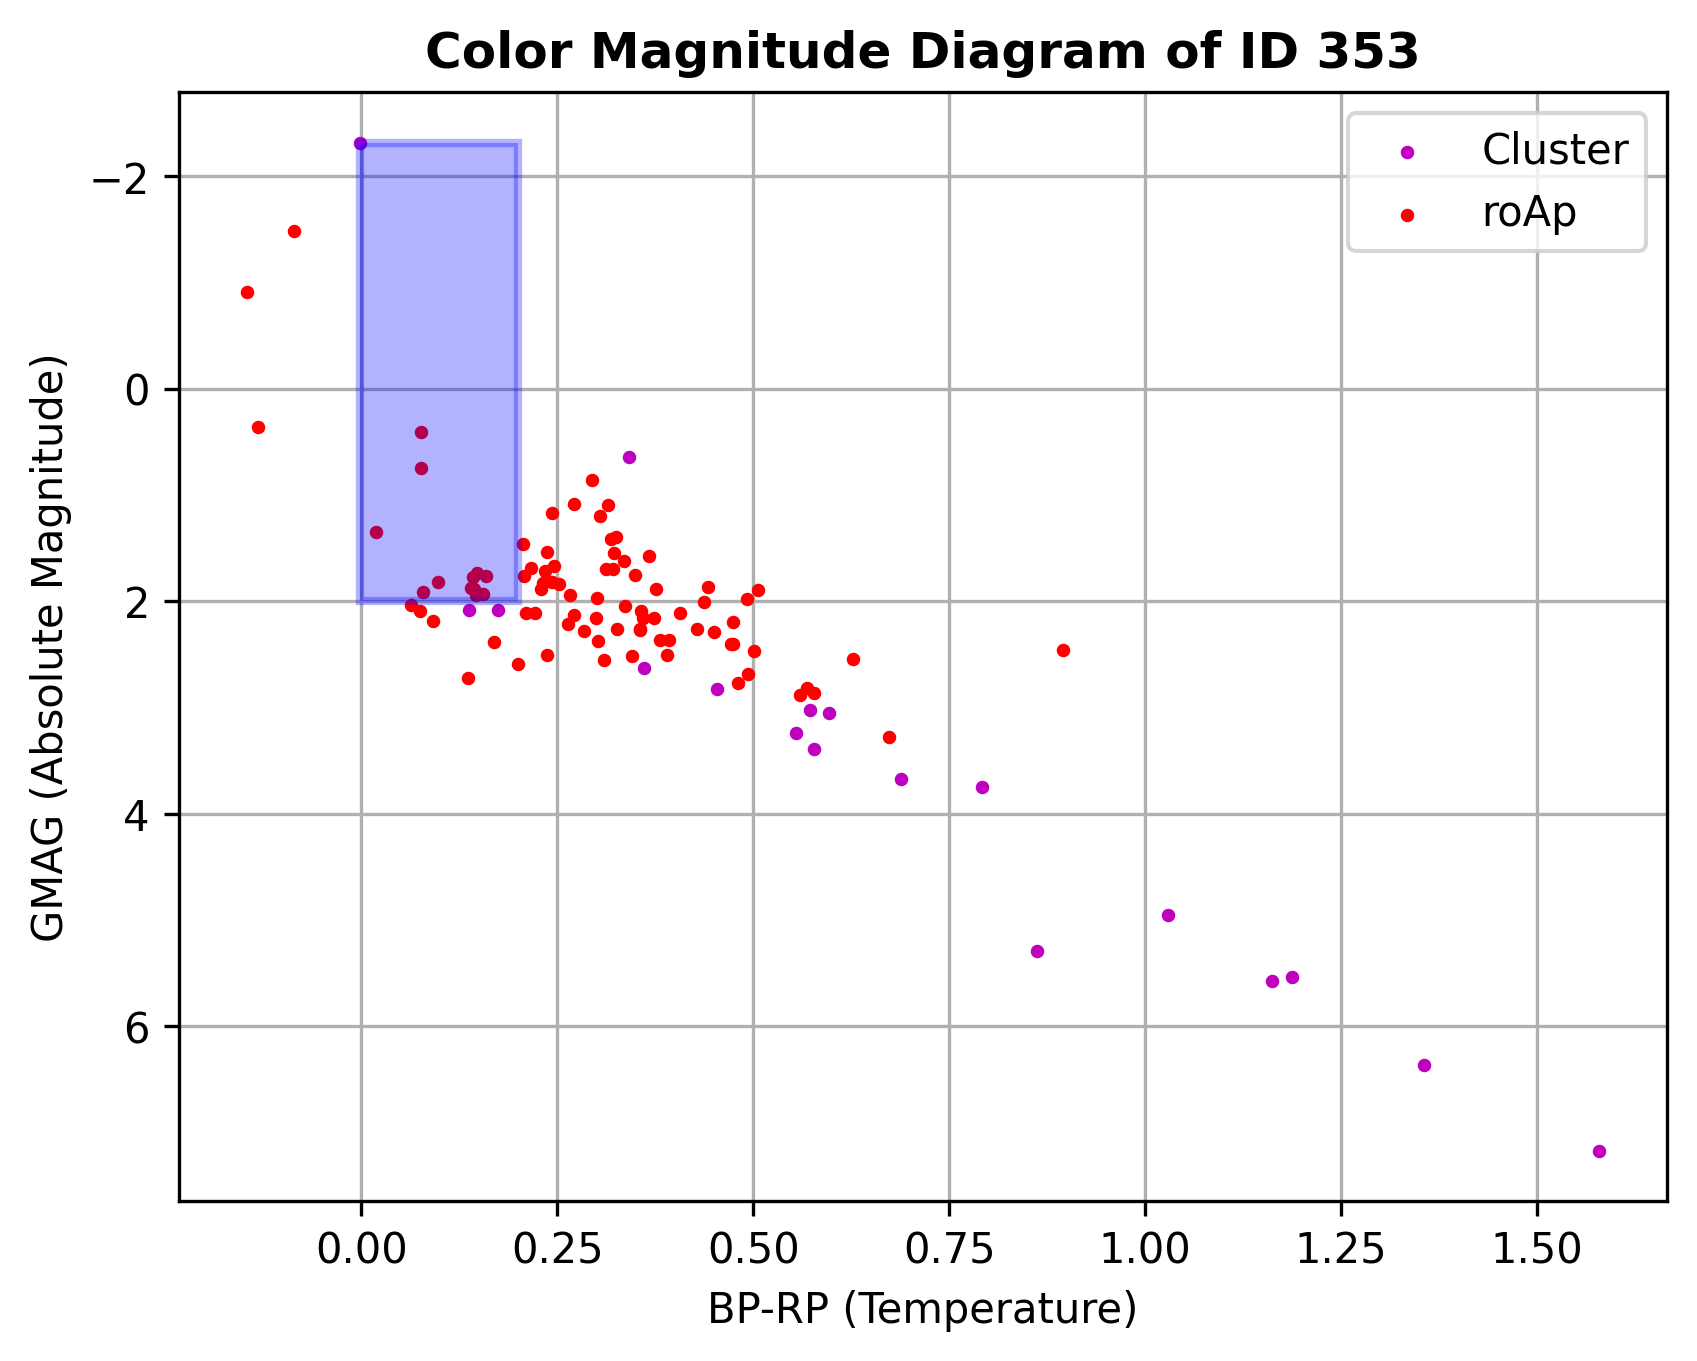 Color Magnitude Diagram of ID 353
Cluster
roAp
−2
0
2
4
6
GMAG (Absolute Magnitude)
0.00 0.25 0.50 0.75 1.00 1.25 1.50
BP-RP (Temperature)